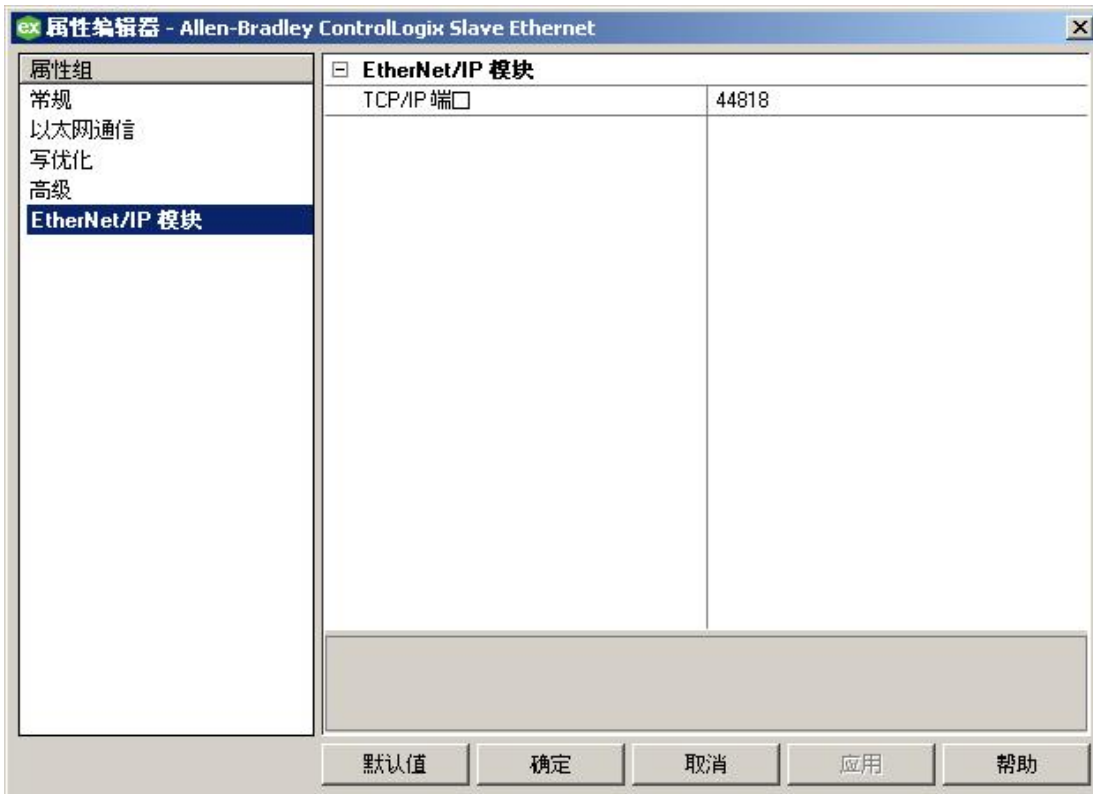 ex 属性编辑器 - Allen-Bradley ControlLogix Slave Ethernet
属性组
常规
以太网通信
写优化
高级
EtherNet/IP 模块
EtherNet/IP 模块
TCP/IP 端口 44818
默认值 确定 取消 应用 帮助